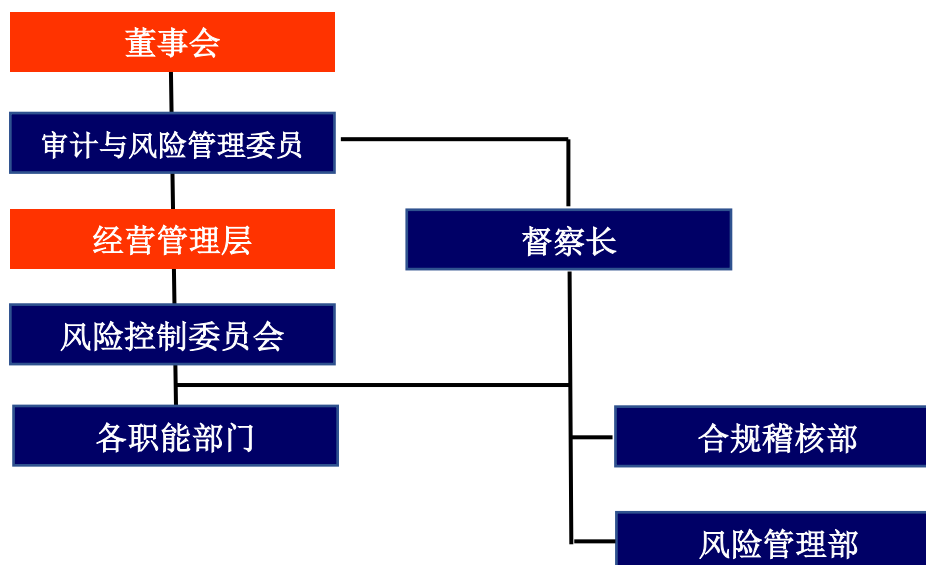 董事会
审计与风险管理委员
经营管理层
督察长
风险控制委员会
各职能部门
合规稽核部
风险管理部